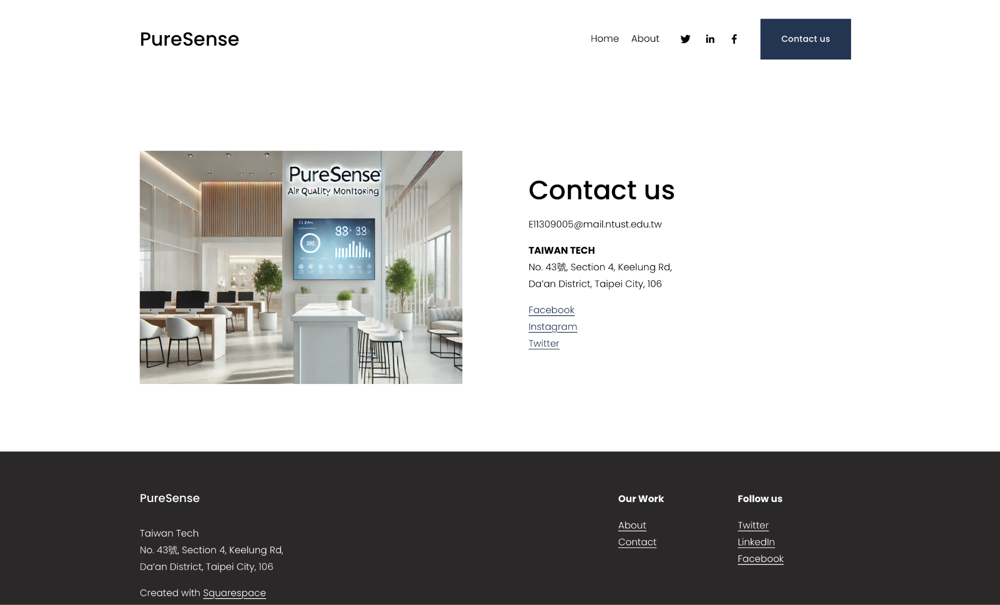 PureSense
Home
About
Contact us
PureSense
Air Quality Monitoring
CLEAN
Contact us
E11309005@mail.ntust.edu.tw
TAIWAN TECH
No. 43號, Section 4, Keelung Rd,
Da’an District, Taipei City, 106
Facebook
Instagram
Twitter
PureSense
Taiwan Tech
No. 43號, Section 4, Keelung Rd,
Da’an District, Taipei City, 106
Created with Squarespace
Our Work
About
Contact
Follow us
Twitter
LinkedIn
Facebook